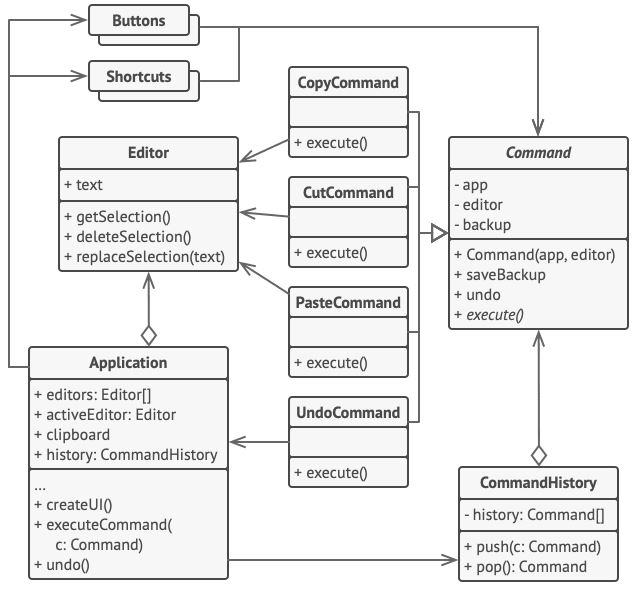 Buttons
Shortcuts
CopyCommand
+ execute()
Editor
+ text
+ getSelection()
+ deleteSelection()
+ replaceSelection(text)
CutCommand
+ execute()
Command
- app
- editor
- backup
+ Command(app, editor)
+ saveBackup
+ undo
+ execute()
PasteCommand
+ execute()
Application
+ editors: Editor[]
+ activeEditor: Editor
+ clipboard
+ history: CommandHistory
...
+ createUI()
+ executeCommand(
c: Command)
+ undo()
UndoCommand
+ execute()
CommandHistory
- history: Command[]
+ push(c: Command)
+ pop(): Command